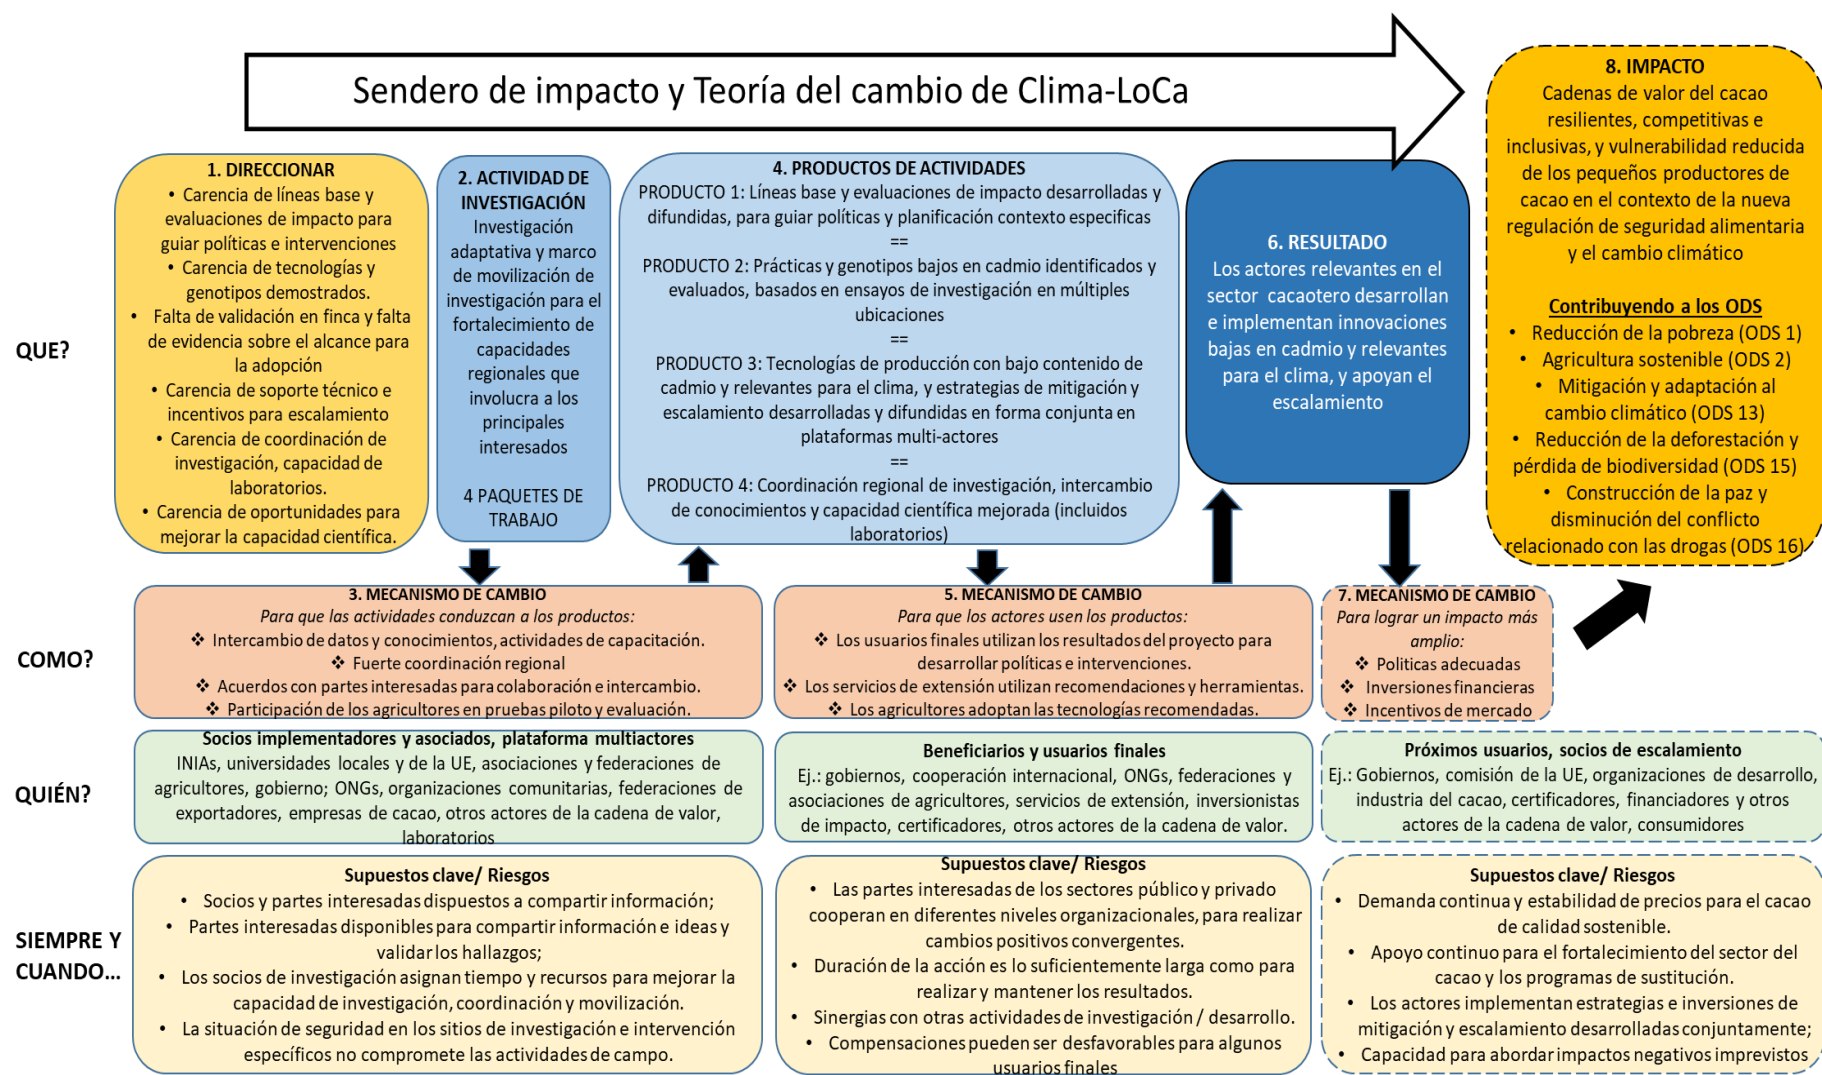 Sendero de impacto y Teoría del cambio de Clima-LoCa
QUE?
1. DIRECCIONAR
• Carencia de líneas base y
evaluaciones de impacto para
guiar políticas e intervenciones
• Carencia de tecnologías y
genotipos demostrados.
• Falta de validación en finca y falta
de evidencia sobre el alcance para
la adopción
• Carencia de soporte técnico e
incentivos para escalamiento
• Carencia de coordinación de
investigación, capacidad de
laboratorios.
• Carencia de oportunidades para
mejorar la capacidad científica.
2. ACTIVIDAD DE
INVESTIGACIÓN
Investigación
adaptativa y marco
de movilización de
investigación para el
fortalecimiento de
capacidades
regionales que
involucra a los
principales
interesados
4 PAQUETES DE
TRABAJO
4. PRODUCTOS DE ACTIVIDADES
PRODUCTO 1: Líneas base y evaluaciones de impacto desarrolladas y
difundidas, para guiar políticas y planificación contexto especificas
==
PRODUCTO 2: Prácticas y genotipos bajos en cadmio identificados y
evaluados, basados en ensayos de investigación en múltiples
ubicaciones
==
PRODUCTO 3: Tecnologías de producción con bajo contenido de
cadmio y relevantes para el clima, y estrategias de mitigación y
escalamiento desarrolladas y difundidas en forma conjunta en
plataformas multi-actores
==
PRODUCTO 4: Coordinación regional de investigación, intercambio
de conocimientos y capacidad científica mejorada (incluidos
laboratorios)
6. RESULTADO
Los actores relevantes en el
sector cacaotero desarrollan
e implementan innovaciones
bajas en cadmio y relevantes
para el clima, y apoyan el
escalamiento
8. IMPACTO
Cadenas de valor del cacao
resilientes, competitivas e
inclusivas, y vulnerabilidad reducida
de los pequeños productores de
cacao en el contexto de la nueva
regulación de seguridad alimentaria
y el cambio climático
Contribuyendo a los ODS
• Reducción de la pobreza (ODS 1)
• Agricultura sostenible (ODS 2)
• Mitigación y adaptación al
cambio climático (ODS 13)
• Reducción de la deforestación y
pérdida de biodiversidad (ODS 15)
• Construcción de la paz y
disminución del conflicto
relacionado con las drogas (ODS 16)
COMO?
3. MECANISMO DE CAMBIO
Para que las actividades conduzcan a los productos:
❖ Intercambio de datos y conocimientos, actividades de capacitación.
❖ Fuerte coordinación regional
❖ Acuerdos con partes interesadas para colaboración e intercambio.
❖ Participación de los agricultores en pruebas piloto y evaluación.
5. MECANISMO DE CAMBIO
Para que los actores usen los productos:
❖ Los usuarios finales utilizan los resultados del proyecto para
desarrollar políticas e intervenciones.
❖ Los servicios de extensión utilizan recomendaciones y herramientas.
❖ Los agricultores adoptan las tecnologías recomendadas.
7. MECANISMO DE CAMBIO
Para lograr un impacto más
amplio:
❖ Politicas adecuadas
❖ Inversiones financieras
❖ Incentivos de mercado
QUIÉN?
Socios implementadores y asociados, plataforma multiactores
INIAs, universidades locales y de la UE, asociaciones y federaciones de
agricultores, gobierno; ONGs, organizaciones comunitarias, federaciones de
exportadores, empresas de cacao, otros actores de la cadena de valor,
laboratorios
Beneficiarios y usuarios finales
Ej.: gobiernos, cooperación internacional, ONGs, federaciones y
asociaciones de agricultores, servicios de extensión, inversionistas
de impacto, certificadores, otros actores de la cadena de valor.
Próximos usuarios, socios de escalamiento
Ej.: Gobiernos, comisión de la UE, organizaciones de desarrollo,
industria del cacao, certificadores, financiadores y otros
actores de la cadena de valor, consumidores
SIEMPRE Y
CUANDO...
Supuestos clave/ Riesgos
• Socios y partes interesadas dispuestos a compartir información;
• Partes interesadas disponibles para compartir información e ideas y
validar los hallazgos;
• Los socios de investigación asignan tiempo y recursos para mejorar la
capacidad de investigación, coordinación y movilización.
• La situación de seguridad en los sitios de investigación e intervención
específicos no compromete las actividades de campo.
Supuestos clave/ Riesgos
• Las partes interesadas de los sectores público y privado
cooperan en diferentes niveles organizacionales, para realizar
cambios positivos convergentes.
• Duración de la acción es lo suficientemente larga como para
realizar y mantener los resultados.
• Sinergias con otras actividades de investigación / desarrollo.
• Compensaciones pueden ser desfavorables para algunos
usuarios finales
Supuestos clave/ Riesgos
• Demanda continua y estabilidad de precios para el cacao
de calidad sostenible.
• Apoyo continuo para el fortalecimiento del sector del
cacao y los programas de sustitución.
• Los actores implementan estrategias e inversiones de
mitigación y escalamiento desarrolladas conjuntamente;
• Capacidad para abordar impactos negativos imprevistos